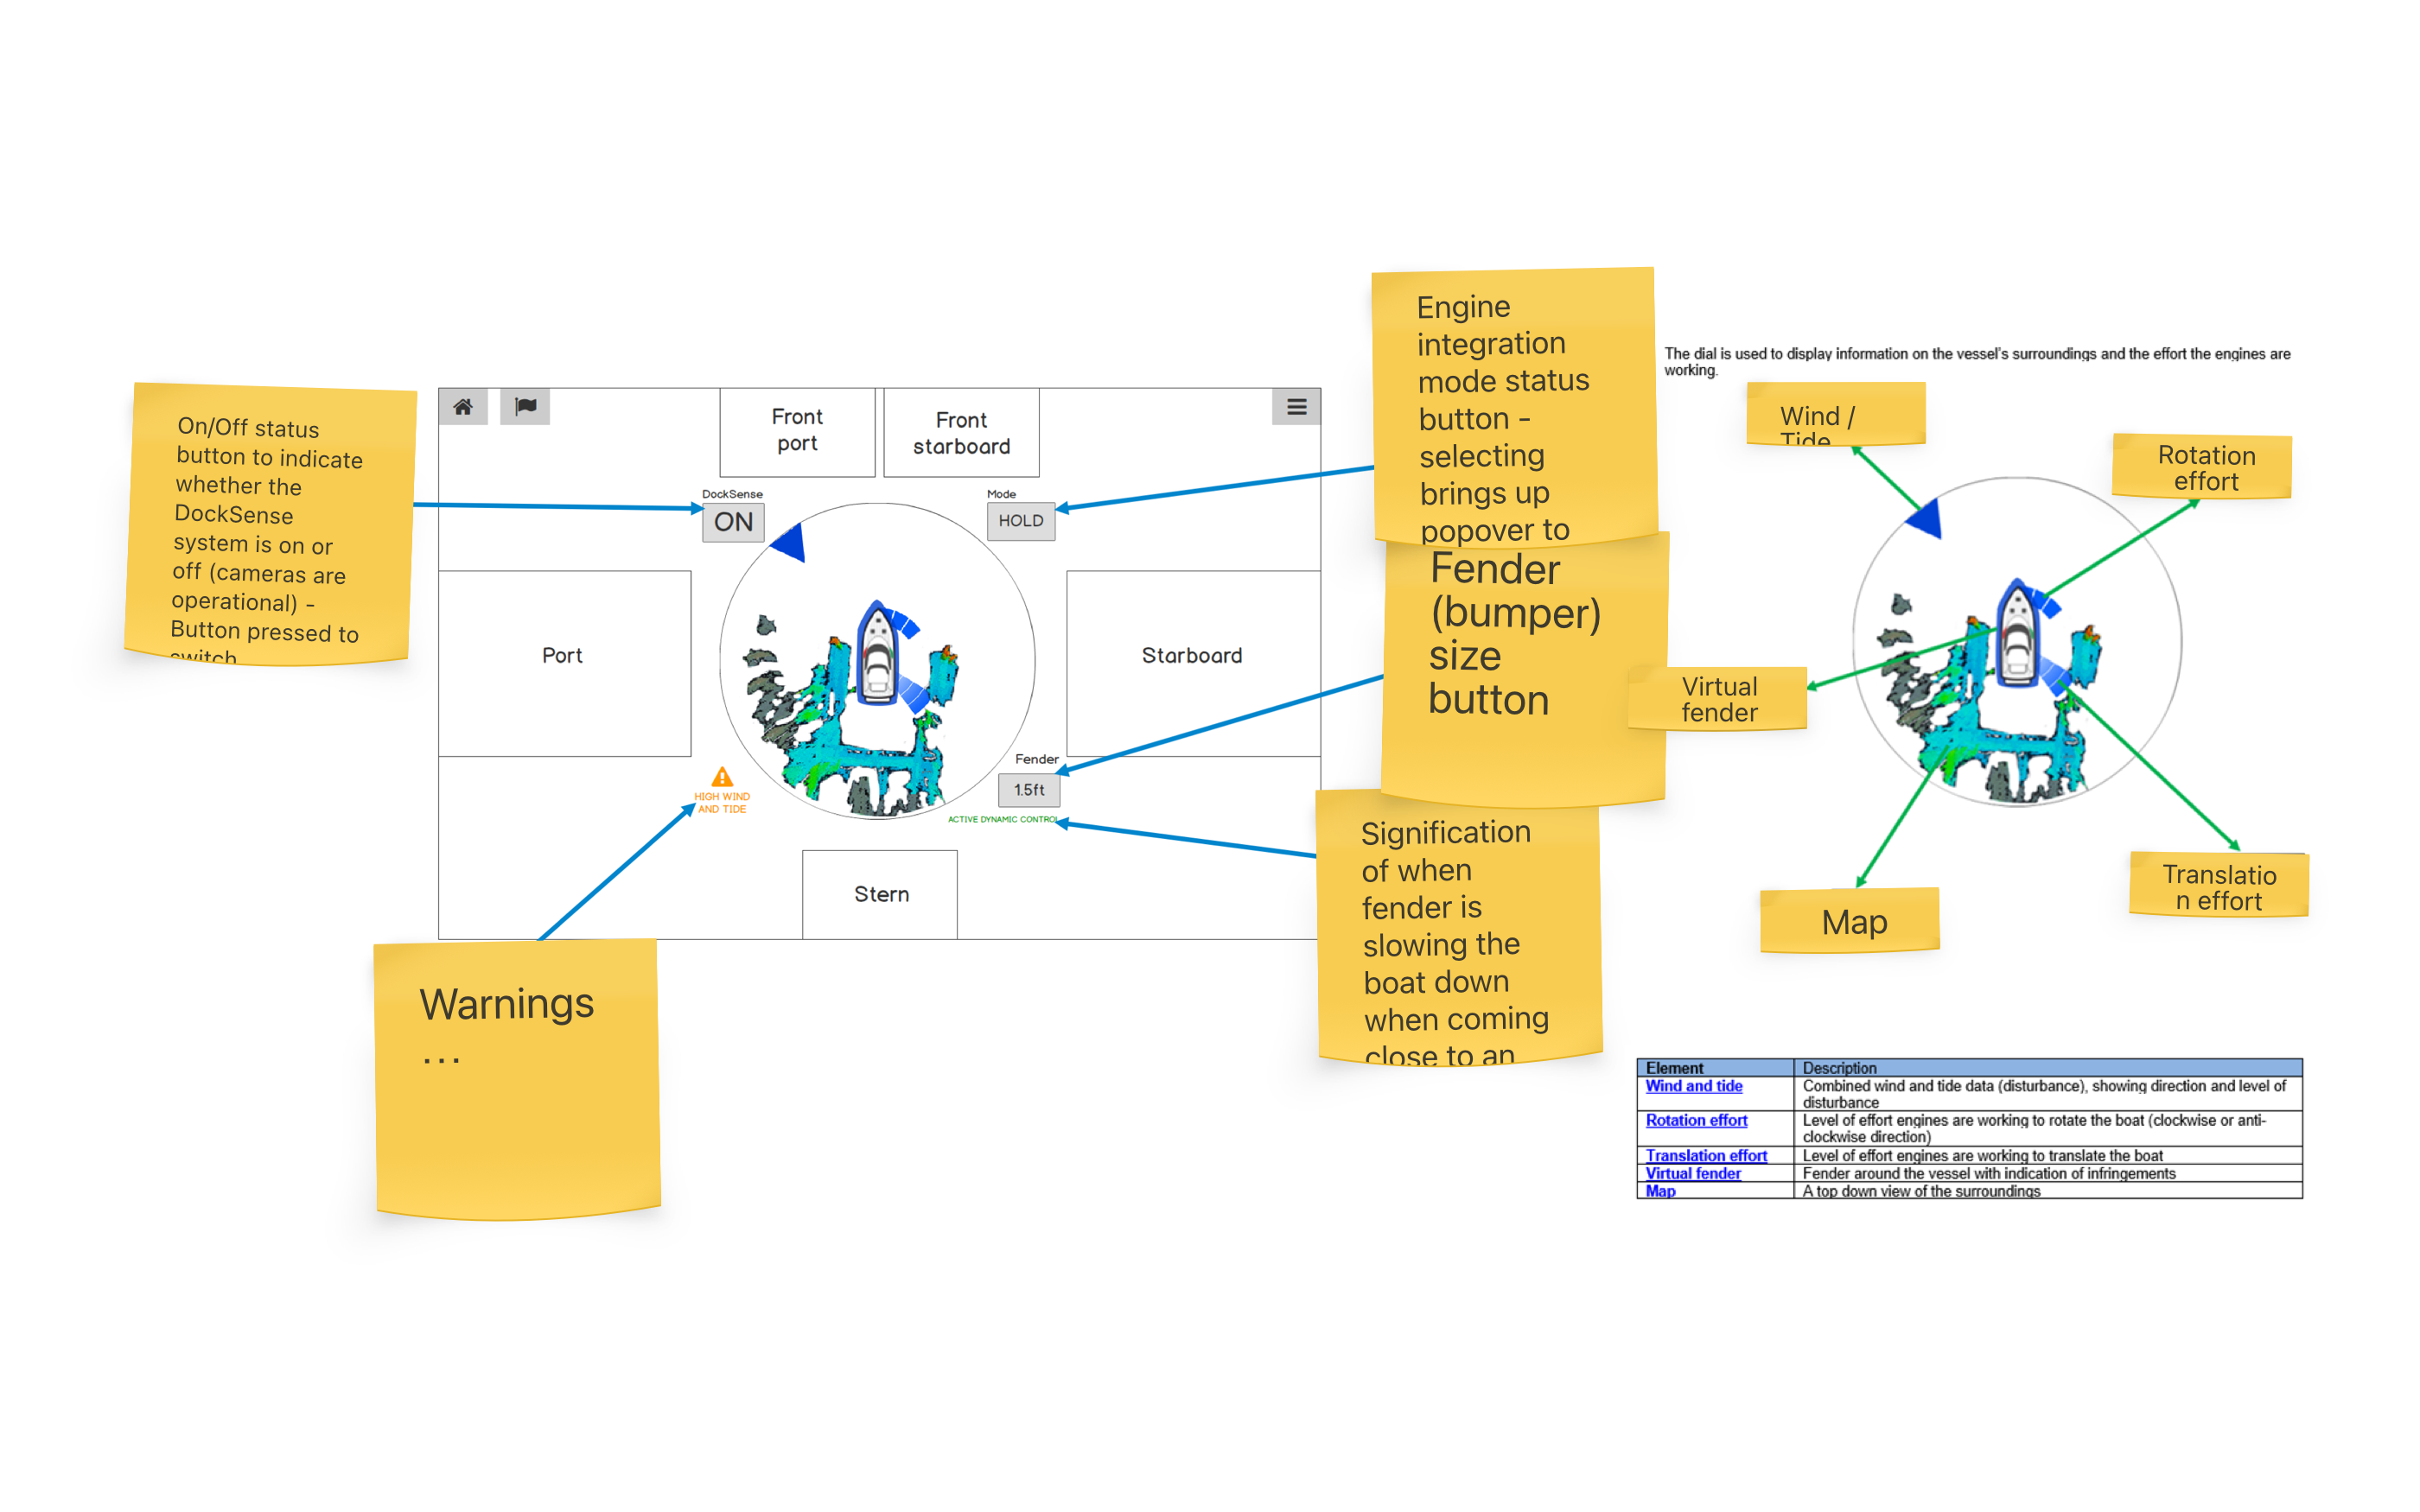 On/Off status
button to indicate
whether the
DockSense
system is on or
off (cameras are
operational) -
Button pressed to
switch
Front
port
Front
starboard
DockSense
ON
Mode
HOLD
Port
Starboard
HIGH WIND
AND TIDE
Fender
1.5ft
ACTIVE DYNAMIC CONTROL
Stern
Warnings
...
Engine
integration
mode status
button -
selecting
brings up
popover to
Fender
(bumper)
size
button
Signification
of when
fender is
slowing the
boat down
when coming
close to an
The dial is used to display information on the vessel's surroundings and the effort the engines are
working.
Wind /
Tide
Rotation
effort
Virtual
fender
Map
Translatio
n effort
Element Description
Wind and tide Combined wind and tide data (disturbance), showing direction and level of
disturbance
Rotation effort Level of effort engines are working to rotate the boat (clockwise or anti-
clockwise direction)
Translation effort Level of effort engines are working to translate the boat
Virtual fender Fender around the vessel with indication of infringements
Map A top down view of the surroundings